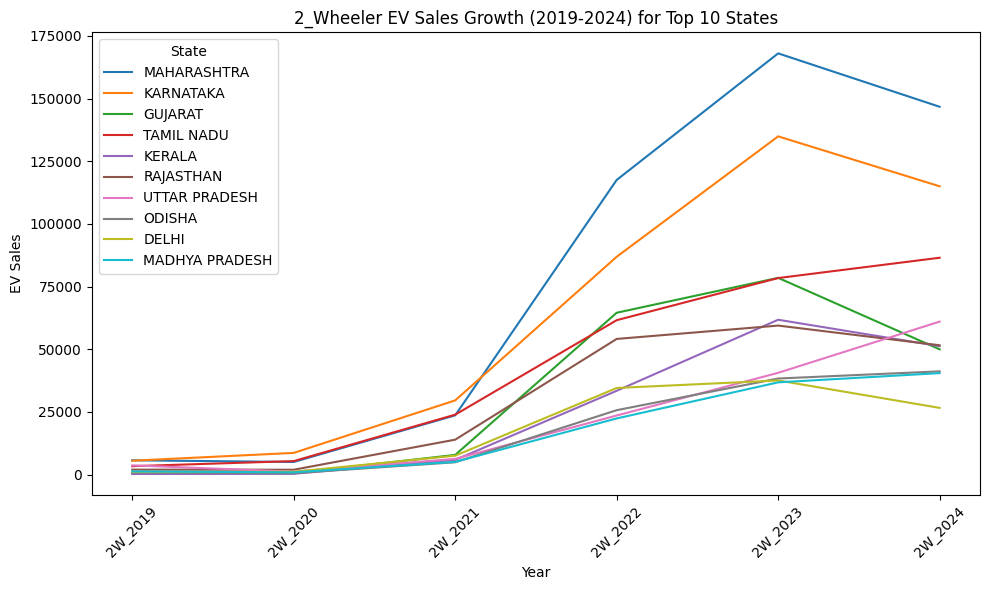 2_Wheeler EV Sales Growth (2019-2024) for Top 10 States
State
MAHARASHTRA
KARNATAKA
GUJARAT
TAMIL NADU
KERALA
RAJASTHAN
UTTAR PRADESH
ODISHA
DELHI
MADHYA PRADESH
EV Sales
175000
150000
125000
100000
75000
50000
25000
0
2W_2019
2W_2020
2W_2021
2W_2022
2W_2023
2W_2024
Year